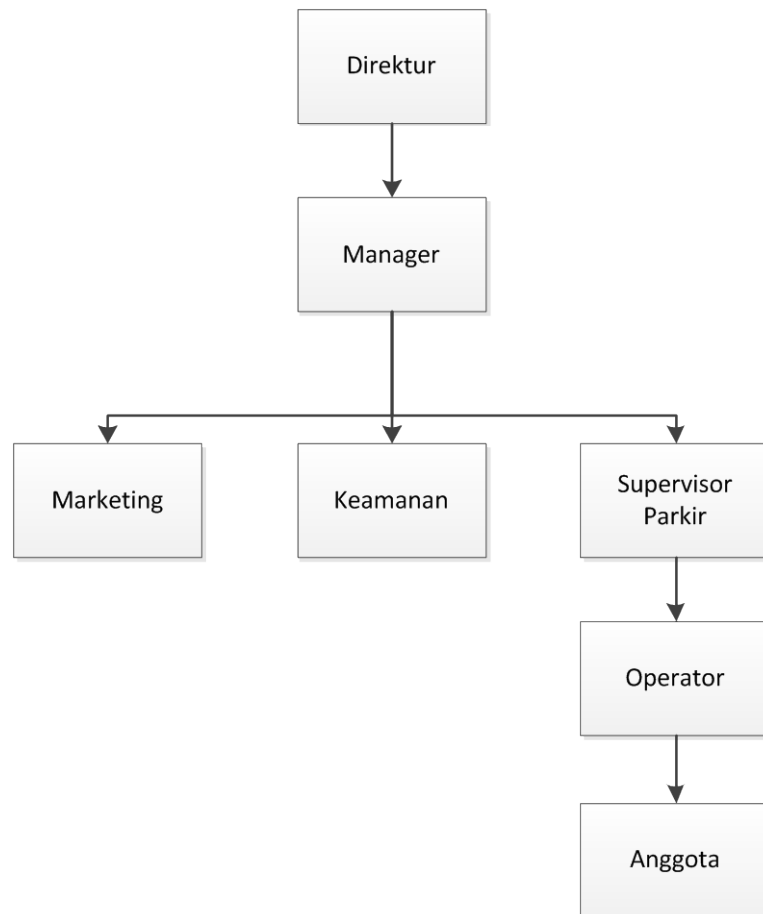 Direktur
Manager
Marketing
Keamanan
Supervisor
Parkir
Operator
Anggota